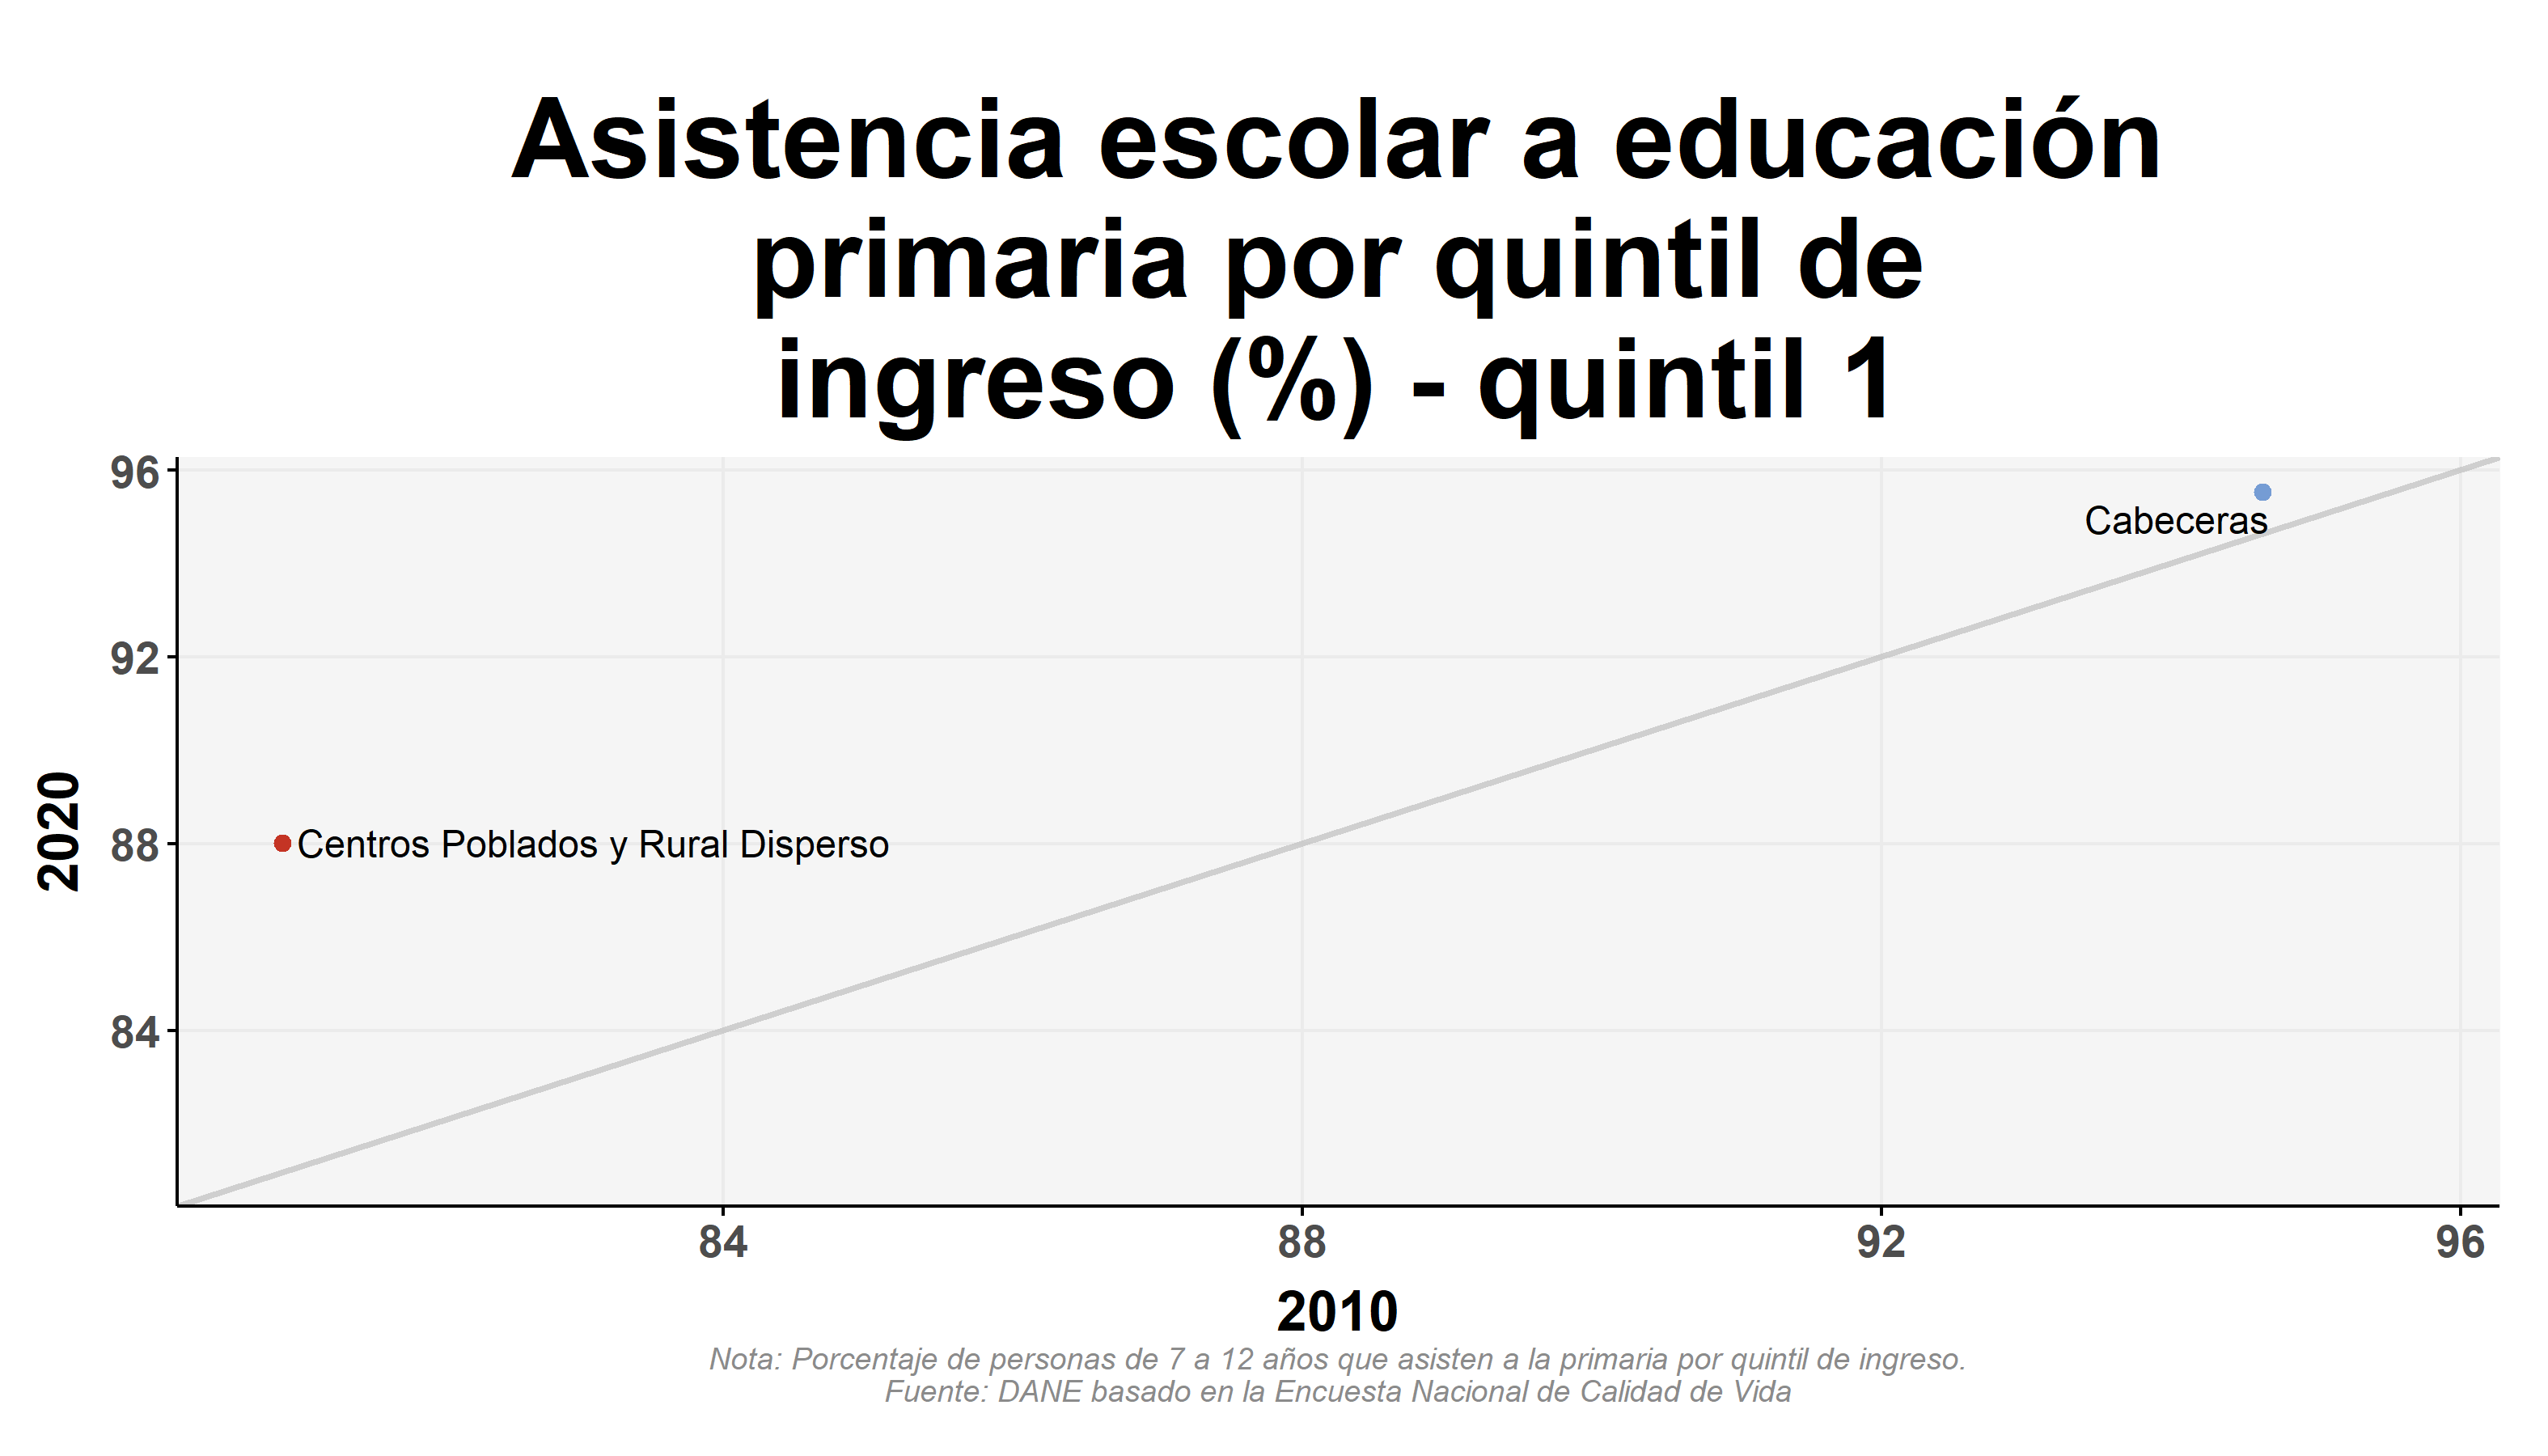 Asistencia escolar a educación
primaria por quintil de
ingreso (%) - quintil 1
96
92
88
84
2020
Cabeceras
Centros Poblados y Rural Disperso
84
88
92
96
2010
Nota: Porcentaje de personas de 7 a 12 años que asisten a la primaria por quintil de ingreso.
Fuente: DANE basado en la Encuesta Nacional de Calidad de Vida